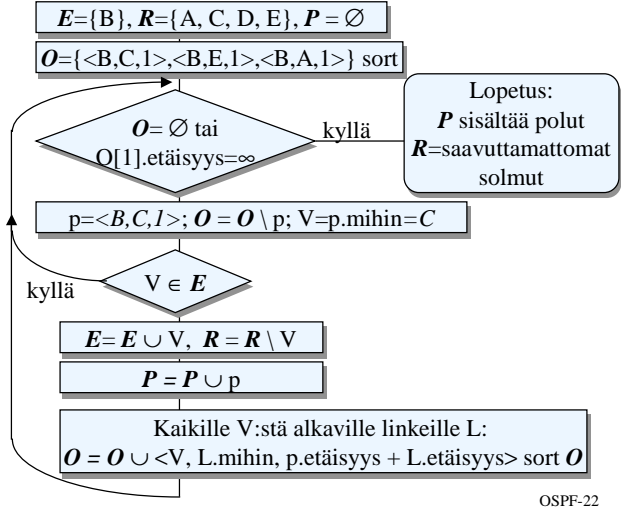 E={B}, R={A, C, D, E}, P = ∅
O={<B,C,1>,<B,E,1>,<B,A,1>} sort
O= ∅ tai
O[1].etäisyys=∞
kyllä
Lopetus:
P sisältää polut
R=saavuttamattomat
solmut
p=<B,C,1>; O = O \ p; V=p.mihin=C
V ∈ E
kyllä
E= E ∪ V, R = R \ V
P = P ∪ p
Kaikille V:stä alkaville linkeille L:
O = O ∪ <V, L.mihin, p.etäisyys + L.etäisyys> sort O
OSPF-22